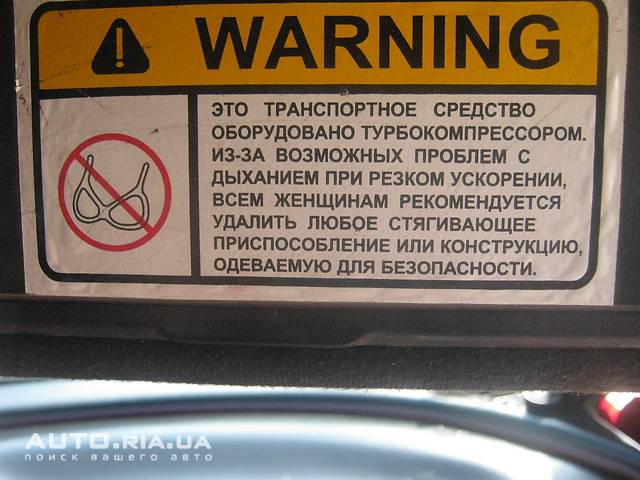 WARNING
ЭТО ТРАНСПОРТНОЕ СРЕДСТВО
ОБОРУДОВАНО ТУРБОКОМПРЕССОРОМ.
ИЗ-ЗА ВОЗМОЖНЫХ ПРОБЛЕМ С
ДЫХАНИЕМ ПРИ РЕЗКОМ УСКОРЕНИИ,
ВСЕМ ЖЕНЩИНАМ РЕКОМЕНДУЕТСЯ
УДАЛИТЬ ЛЮБОЕ СТЯГИВАЮЩЕЕ
ПРИСПОСОБЛЕНИЕ ИЛИ КОНСТРУКЦИЮ,
ОДЕВАЕМУЮ ДЛЯ БЕЗОПАСНОСТИ.
AUTO.RIA.UA
поиск вашего авто